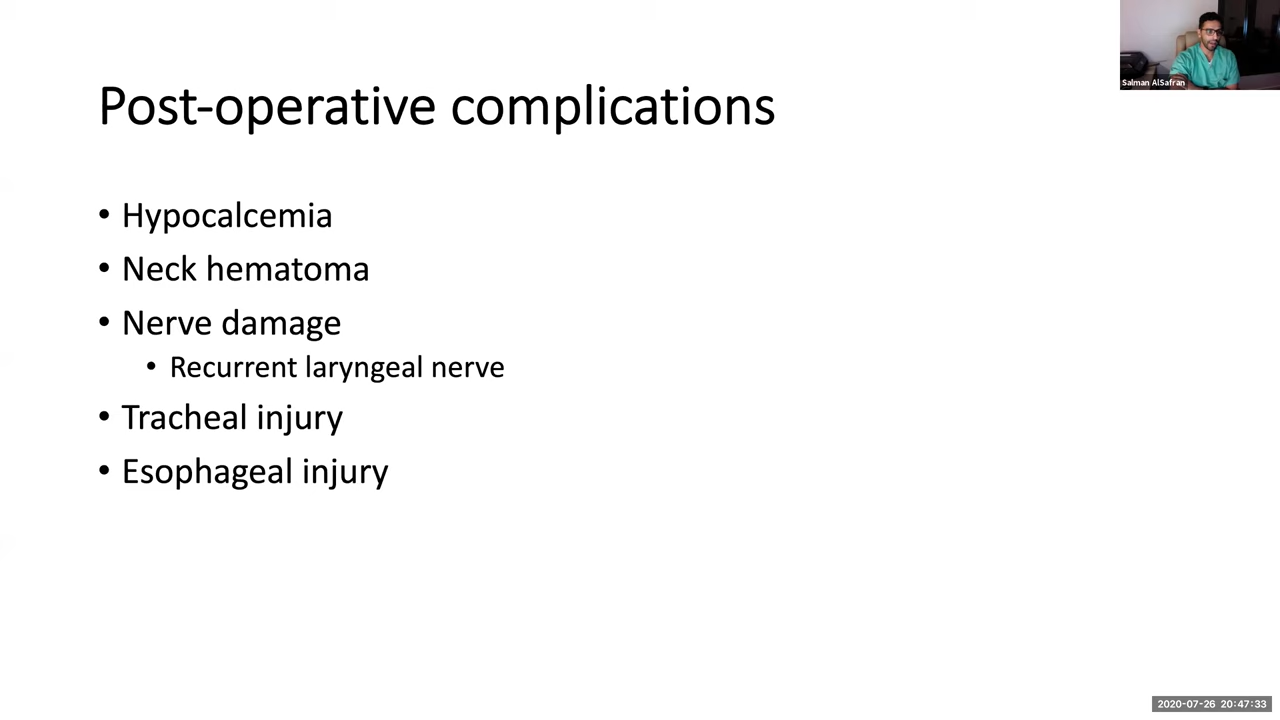 Salman AlSafran
Post-operative complications
• Hypocalcemia
• Neck hematoma
• Nerve damage
• Recurrent laryngeal nerve
• Tracheal injury
• Esophageal injury
2020-07-26 20:47:33